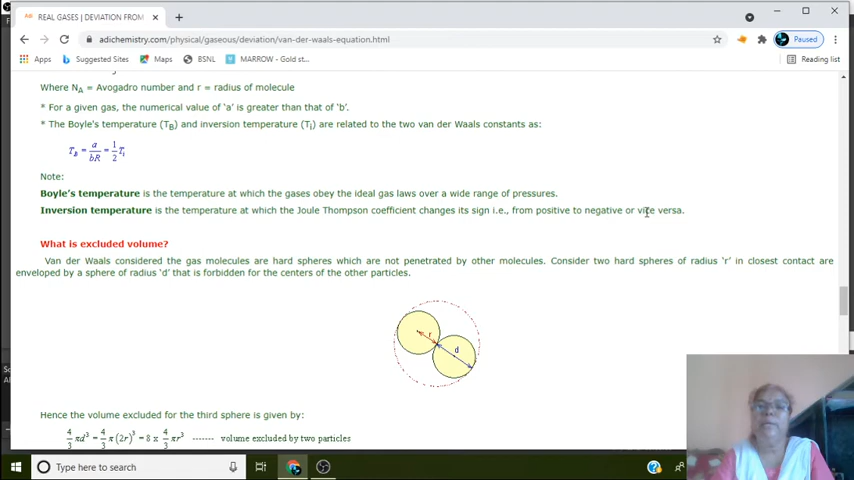 REAL GASES | DEVIATION FROM
adichemistry.com/physical/gaseous/deviation/van-der-waals-equation.html
Paused
Apps
Suggested Sites
Maps
BSNL
MARROW - Gold st...
Reading list
Where NA = Avogadro number and r = radius of molecule
* For a given gas, the numerical value of 'a' is greater than that of 'b'.
* The Boyle's temperature (TB) and inversion temperature (Ti) are related to the two van der Waals constants as:
TB = a/bR = 1/2 Ti
Note:
Boyle's temperature is the temperature at which the gases obey the ideal gas laws over a wide range of pressures.
Inversion temperature is the temperature at which the Joule Thompson coefficient changes its sign i.e., from positive to negative or vice versa.
What is excluded volume?
Van der Waals considered the gas molecules are hard spheres which are not penetrated by other molecules. Consider two hard spheres of radius 'r' in closest contact are
enveloped by a sphere of radius 'd' that is forbidden for the centers of the other particles.
r
d
Hence the volume excluded for the third sphere is given by:
4/3 πd³ = 4/3 π(2r)³ = 8 x 4/3 πr³ ------- volume excluded by two particles
Type here to search